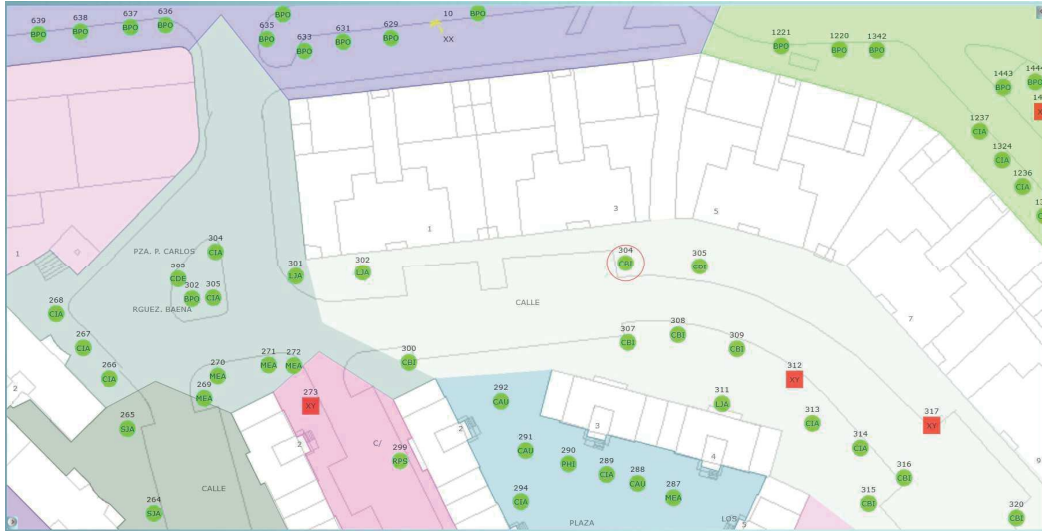 639 BPO
638 BPO
637 BPO
636 BPO
635 BPO
633 BPO
631 BPO
629 BPO
10 XX
BPO
1221 BPO
1220 BPO
1342 BPO
1443 BPO
1444 BPO
1237 CIA
1324 CIA
1236 CIA
1
1
3
5
7
9
PZA. P. CARLOS
304 CIA
CDE
302 BPO
305 CIA
RGUEZ. BAENA
301 LJA
302 LJA
304 CBI
305
CALLE
268 CIA
267 CIA
266 CIA
2
265 SJA
264 SJA
CALLE
269 MEA
270 MEA
271 MEA
272 MEA
273 XY
2
C/
299 RPS
300 CBI
2
292 CAU
291 CAU
290 PHI
289 CIA
288 CAU
287 MEA
294 CIA
3
4
5
PLAZA
LOS
307 CBI
308 CBI
309 CBI
311 LJA
312 XY
313 CIA
314 CIA
315 CBI
316 CBI
317 XY
320 CBI